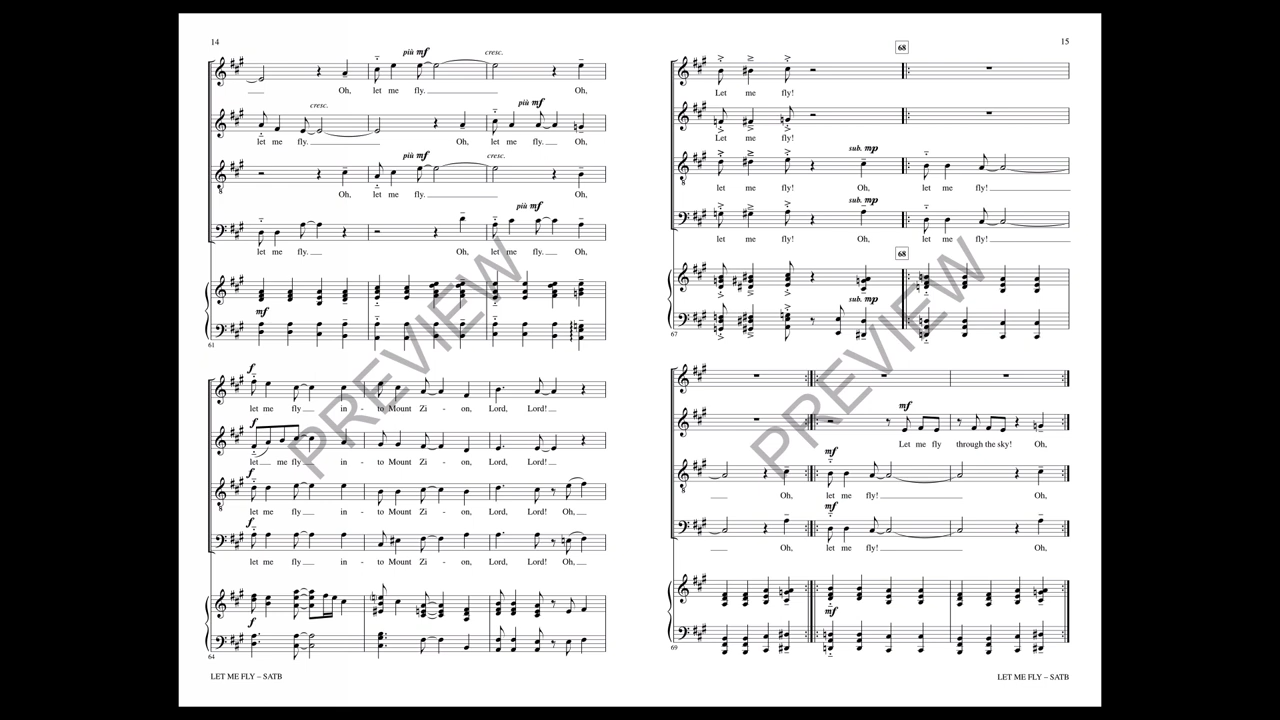 14
più mf
cresc.
Oh, let me fly. Oh,
cresc.
più mf
let me fly. Oh, let me fly. Oh,
più mf
cresc.
Oh, let me fly. Oh,
più mf
let me fly. Oh, let me fly. Oh,
mf
61
f
let me fly in - to Mount Zi - on, Lord, Lord!
f
let me fly in - to Mount Zi - on, Lord, Lord!
f
let me fly in - to Mount Zi - on, Lord, Lord! Oh,
f
let me fly in - to Mount Zi - on, Lord, Lord! Oh,
f
64
LET ME FLY – SATB
PREVIEW
15
68
Let me fly!
Let me fly!
sub. mp
let me fly! Oh, let me fly!
sub. mp
let me fly! Oh, let me fly!
68
sub. mp
67
mf
Let me fly through the sky! Oh,
mf
Oh, let me fly! Oh,
mf
Oh, let me fly! Oh,
mf
69
LET ME FLY – SATB
PREVIEW